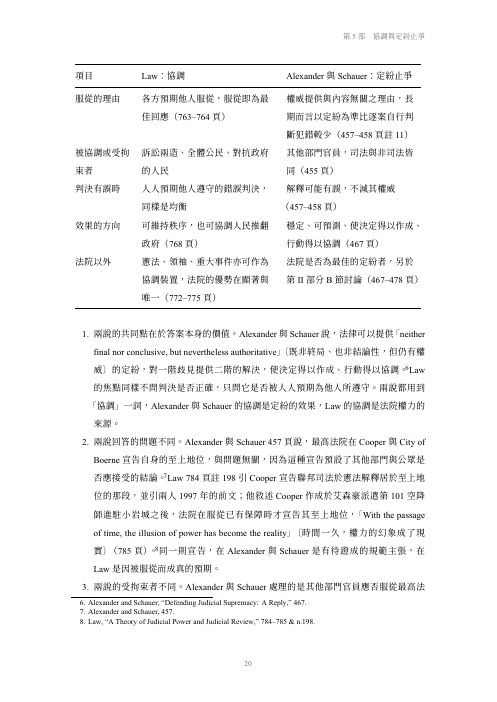 第 5 部　協調與定紛止爭
項目　Law：協調　Alexander 與 Schauer：定紛止爭
服從的理由　各方預期他人服從，服從即為最　權威提供與內容無關之理由，長
佳回應（763–764 頁）　期而言以定紛為準比逐案自行判
斷犯錯較少（457–458 頁註 11）
被協調或受拘　訴訟兩造、全體公民、對抗政府　其他部門官員，司法與非司法皆
束者　的人民　同（455 頁）
判決有誤時　人人預期他人遵守的錯誤判決，　解釋可能有誤，不減其權威
同樣是均衡　（457–458 頁）
效果的方向　可維持秩序，也可協調人民推翻　穩定、可預測、使決定得以作成、
政府（768 頁）　行動得以協調（467 頁）
法院以外　憲法、領袖、重大事件亦可作為　法院是否為最佳的定紛者，另於
協調裝置，法院的優勢在顯著與　第 II 部分 B 節討論（467–478 頁）
唯一（772–775 頁）
1. 兩說的共同點在於答案本身的價值。Alexander 與 Schauer 說，法律可以提供「neither
final nor conclusive, but nevertheless authoritative」〔既非終局、也非結論性，但仍有權
威〕的定紛，對一階歧見提供二階的解決，使決定得以作成、行動得以協調。6Law
的焦點同樣不問判決是否正確，只問它是否被人人預期為他人所遵守。兩說都用到
「協調」一詞，Alexander 與 Schauer 的協調是定紛的效果，Law 的協調是法院權力的
來源。
2. 兩說回答的問題不同。Alexander 與 Schauer 457 頁說，最高法院在 Cooper 與 City of
Boerne 宣告自身的至上地位，與問題無關，因為這種宣告預設了其他部門與公眾是
否應接受的結論。7Law 784 頁註 198 引 Cooper 宣告聯邦司法於憲法解釋居於至上地
位的那段，並引兩人 1997 年的前文；他敘述 Cooper 作成於艾森豪派遣第 101 空降
師進駐小岩城之後，法院在服從已有保障時才宣告其至上地位，「With the passage
of time, the illusion of power has become the reality」〔時間一久，權力的幻象成了現
實〕（785 頁）。8同一則宣告，在 Alexander 與 Schauer 是有待證成的規範主張，在
Law 是因被服從而成真的預期。
3. 兩說的受拘束者不同。Alexander 與 Schauer 處理的是其他部門官員應否服從最高法
6. Alexander and Schauer, “Defending Judicial Supremacy: A Reply,” 467.
7. Alexander and Schauer, 457.
8. Law, “A Theory of Judicial Power and Judicial Review,” 784–785 & n.198.
20